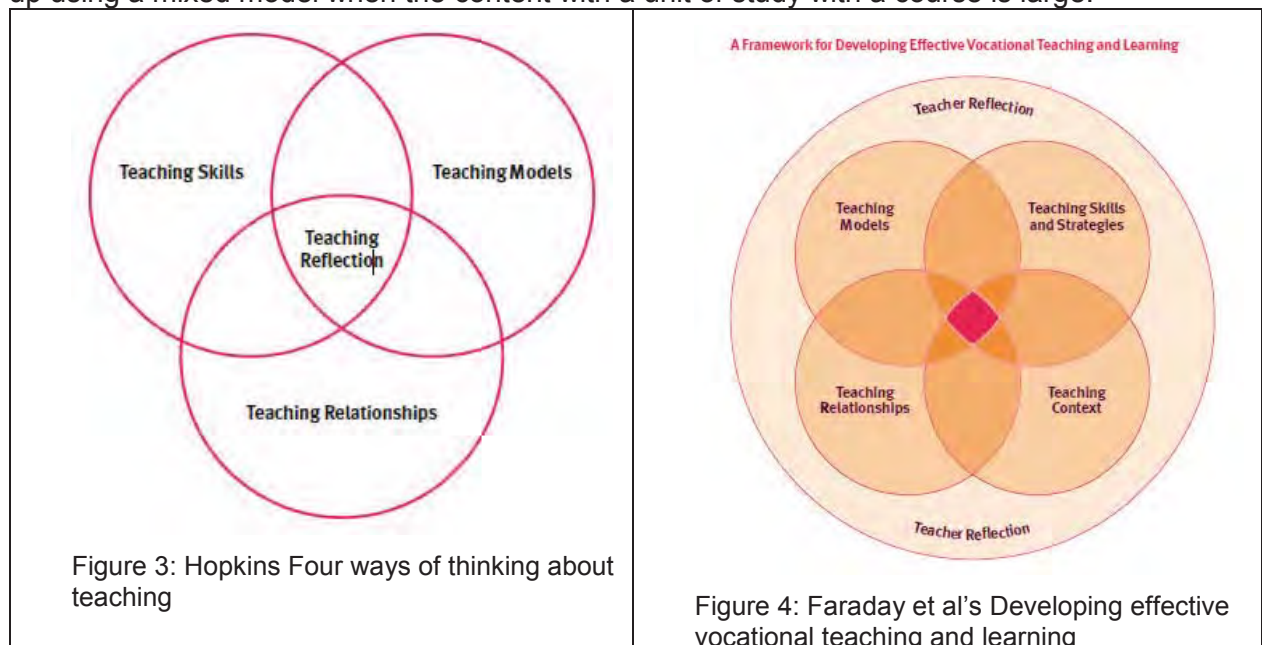 up using a mixed model when the content with a unit of study with a course is large.
Teaching Skills
Teaching Models
Teaching
Reflection
Teaching Relationships
Figure 3: Hopkins Four ways of thinking about
teaching
A Framework for Developing Effective Vocational Teaching and Learning
Teacher Reflection
Teaching
Models
Teaching Skills
and Strategies
Teaching
Relationships
Teaching
Context
Teacher Reflection
Figure 4: Faraday et al's Developing effective
vocational teaching and learning